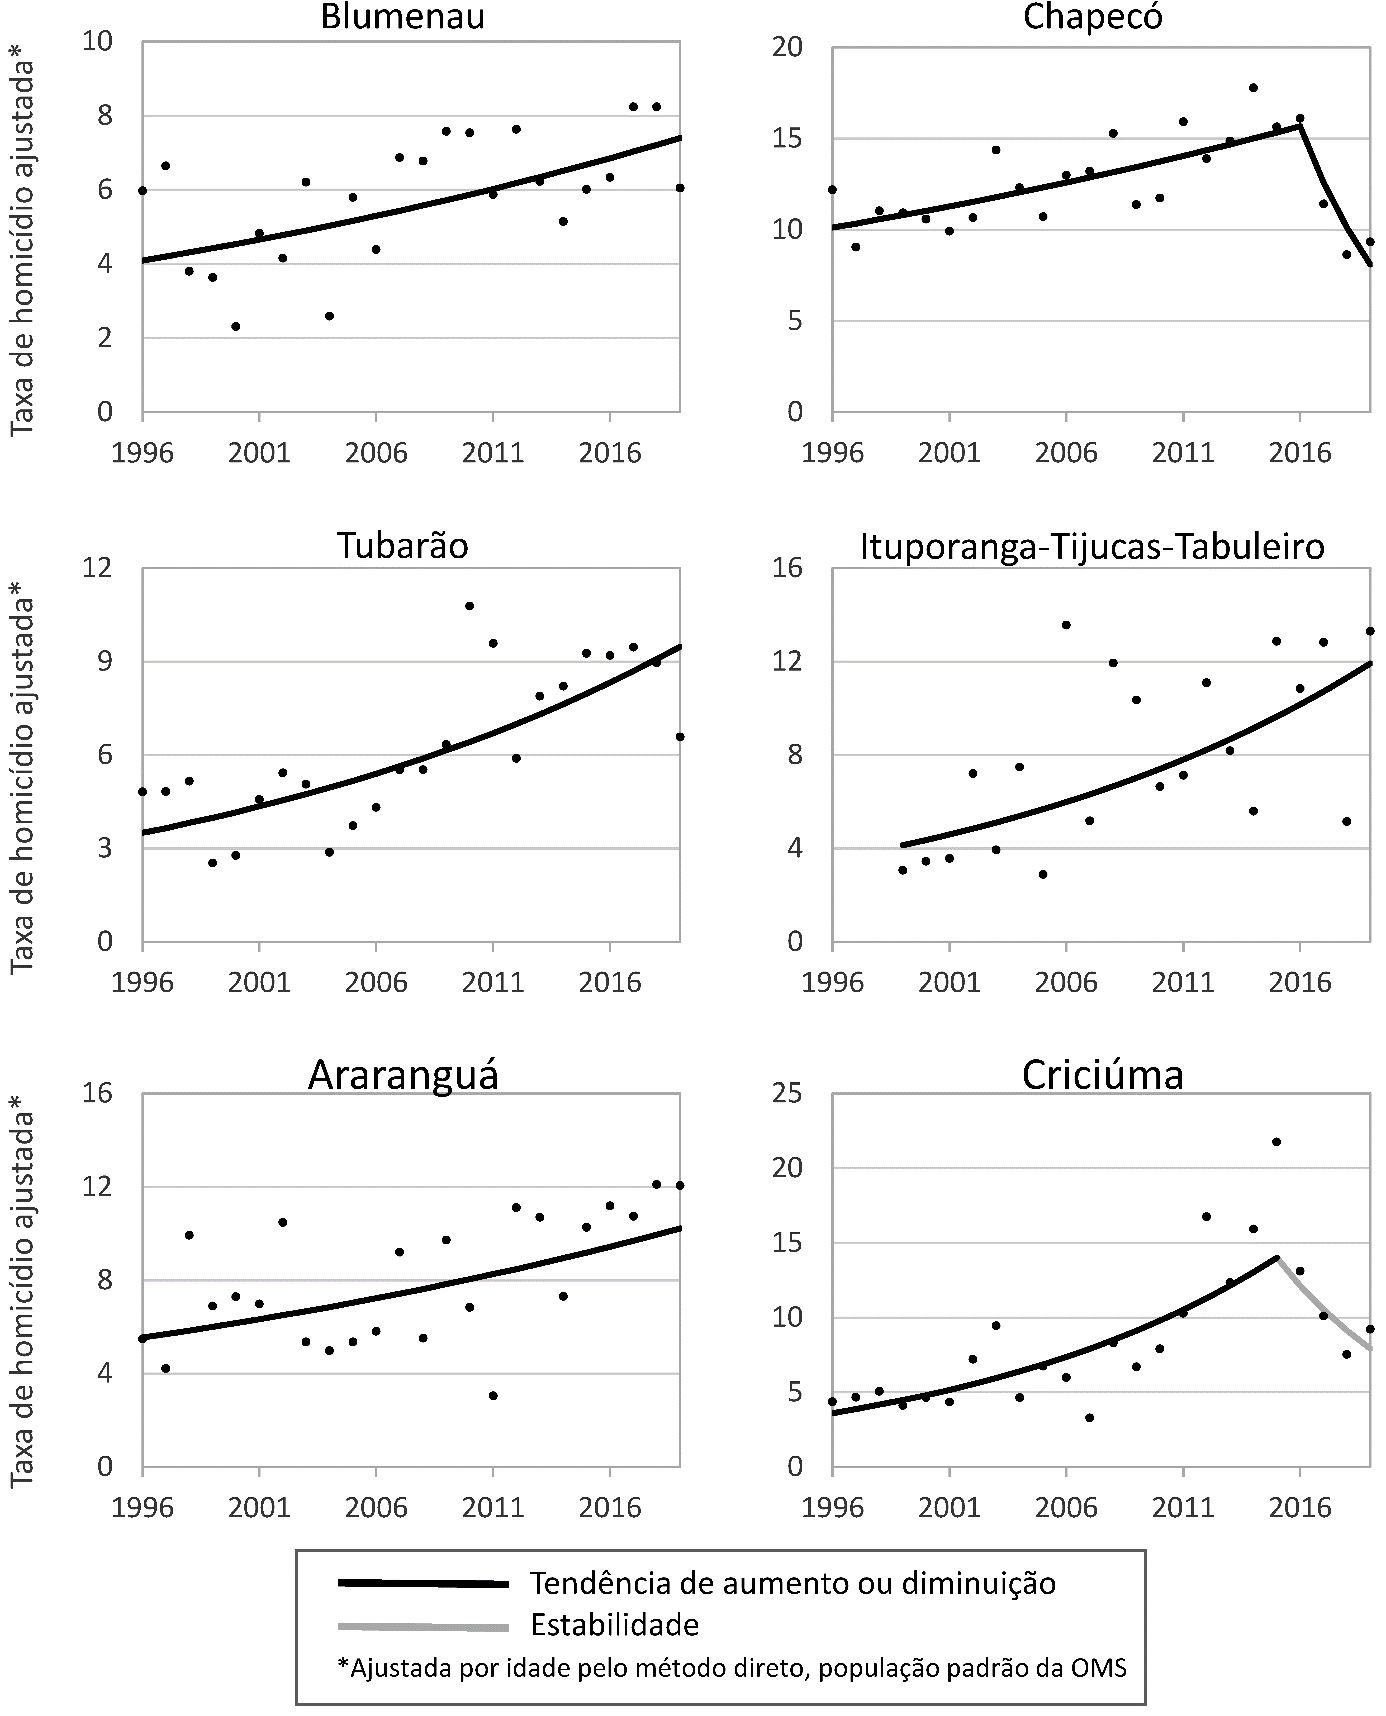 Blumenau
Taxa de homicídio ajustada*
10
8
6
4
2
0
1996 2001 2006 2011 2016
Chapecó
20
15
10
5
0
1996 2001 2006 2011 2016
Tubarão
Taxa de homicídio ajustada*
12
9
6
3
0
1996 2001 2006 2011 2016
Ituporanga-Tijucas-Tabuleiro
16
12
8
4
0
1996 2001 2006 2011 2016
Araranguá
Taxa de homicídio ajustada*
16
12
8
4
0
1996 2001 2006 2011 2016
Criciúma
25
20
15
10
5
0
1996 2001 2006 2011 2016
Tendência de aumento ou diminuição
Estabilidade
*Ajustada por idade pelo método direto, população padrão da OMS